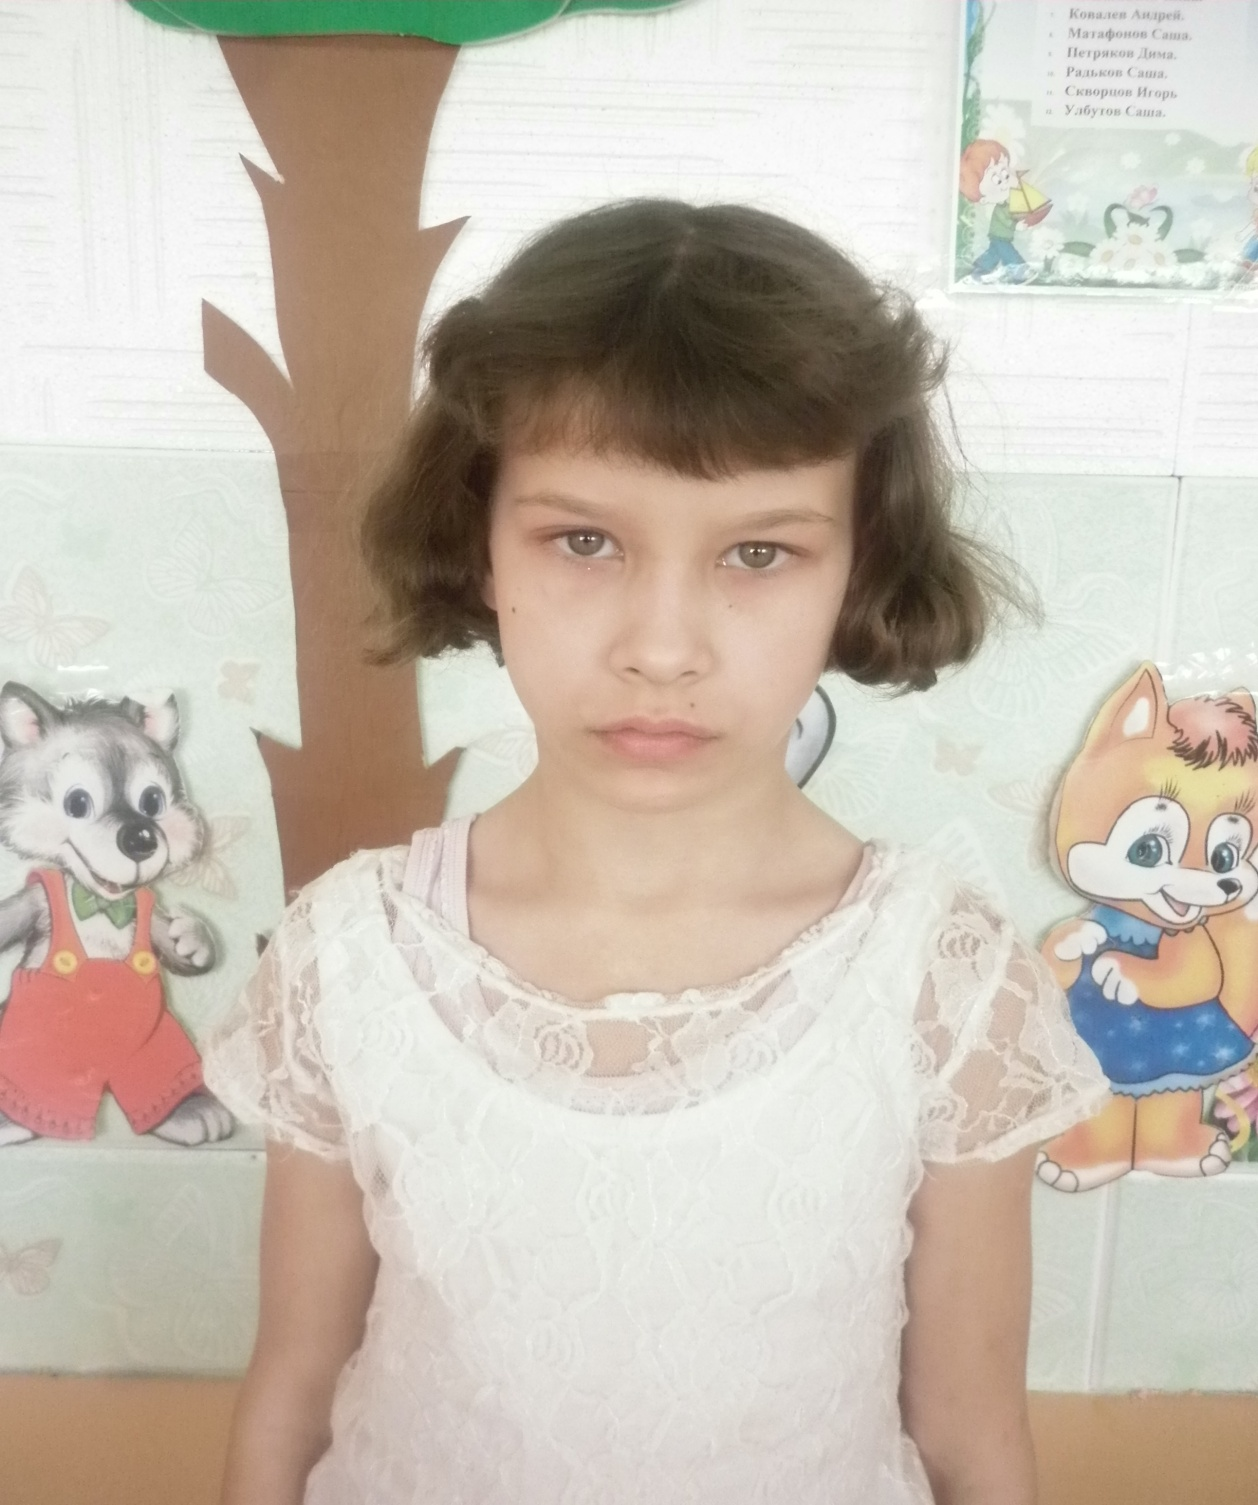 Ковалев Андрей.
Матафонов Саша.
Петряков Дима.
Радьков Саша.
Скворцов Игорь
Улбутов Саша.